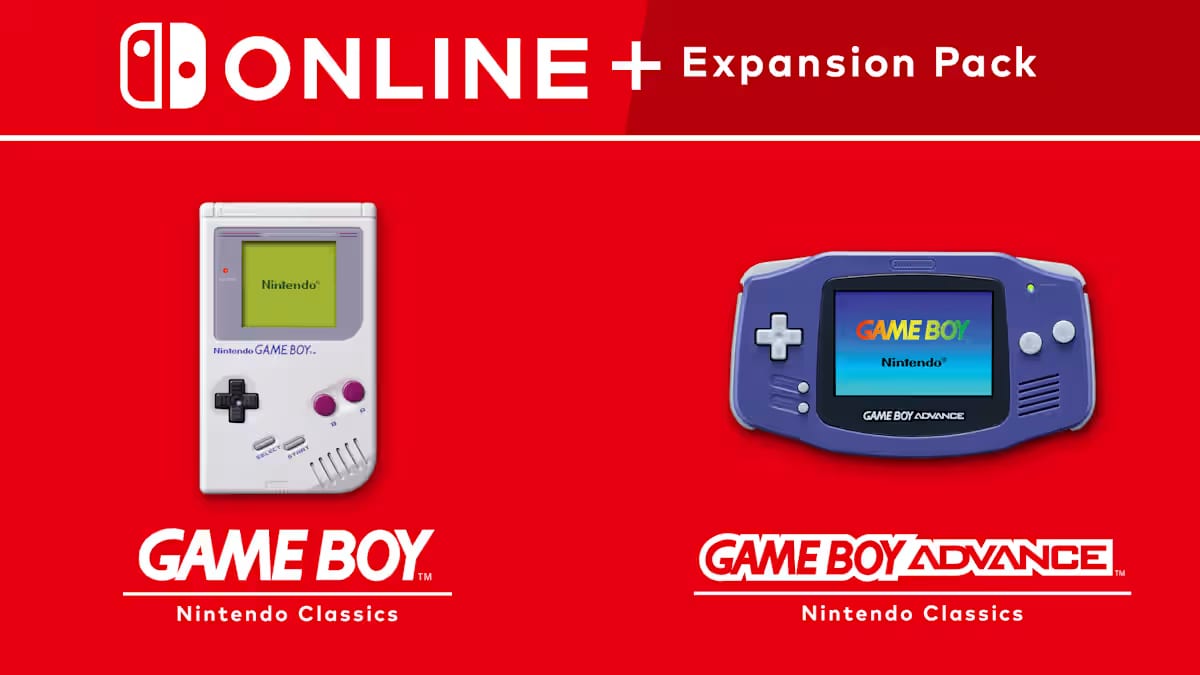 ONLINE + Expansion Pack
Nintendo®
Nintendo GAME BOY™
B A
SELECT START
GAME BOY™
Nintendo®
GAME BOY ADVANCE
GAME BOY™
Nintendo Classics
GAME BOY ADVANCE™
Nintendo Classics